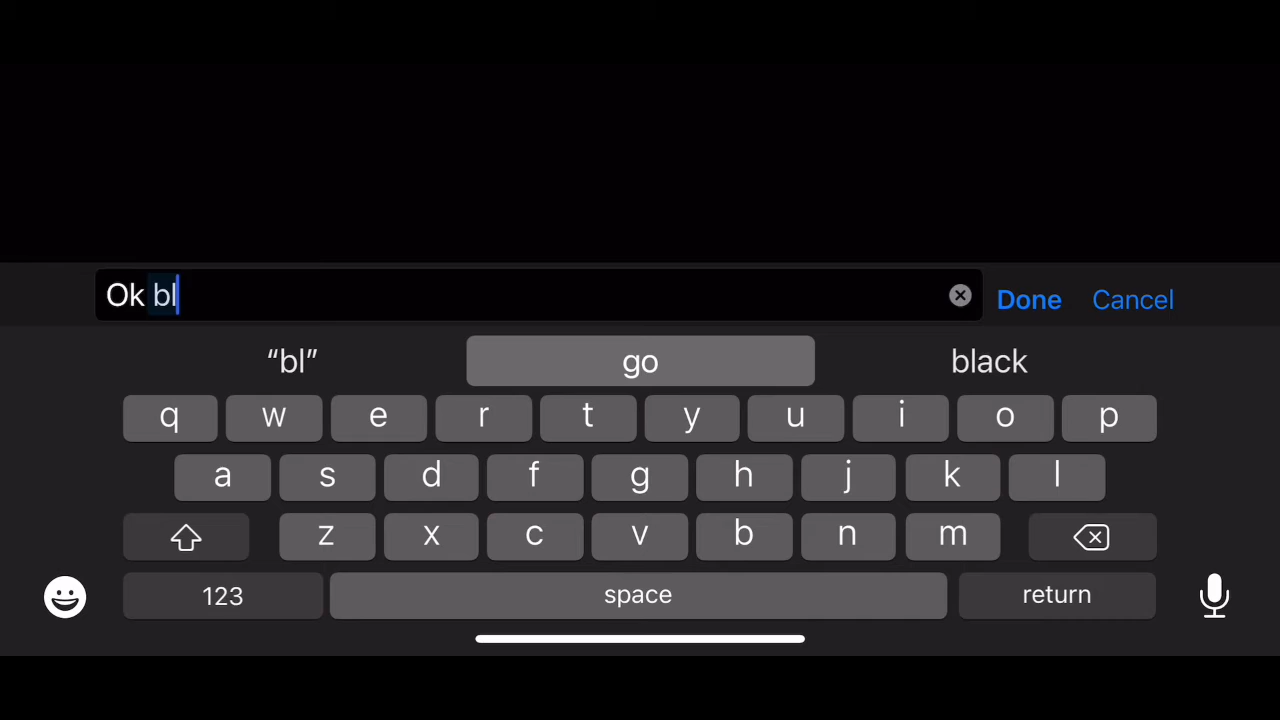 Ok bl
Done Cancel
“bl” go black
q w e r t y u i o p
a s d f g h j k l
z x c v b n m
123 space return